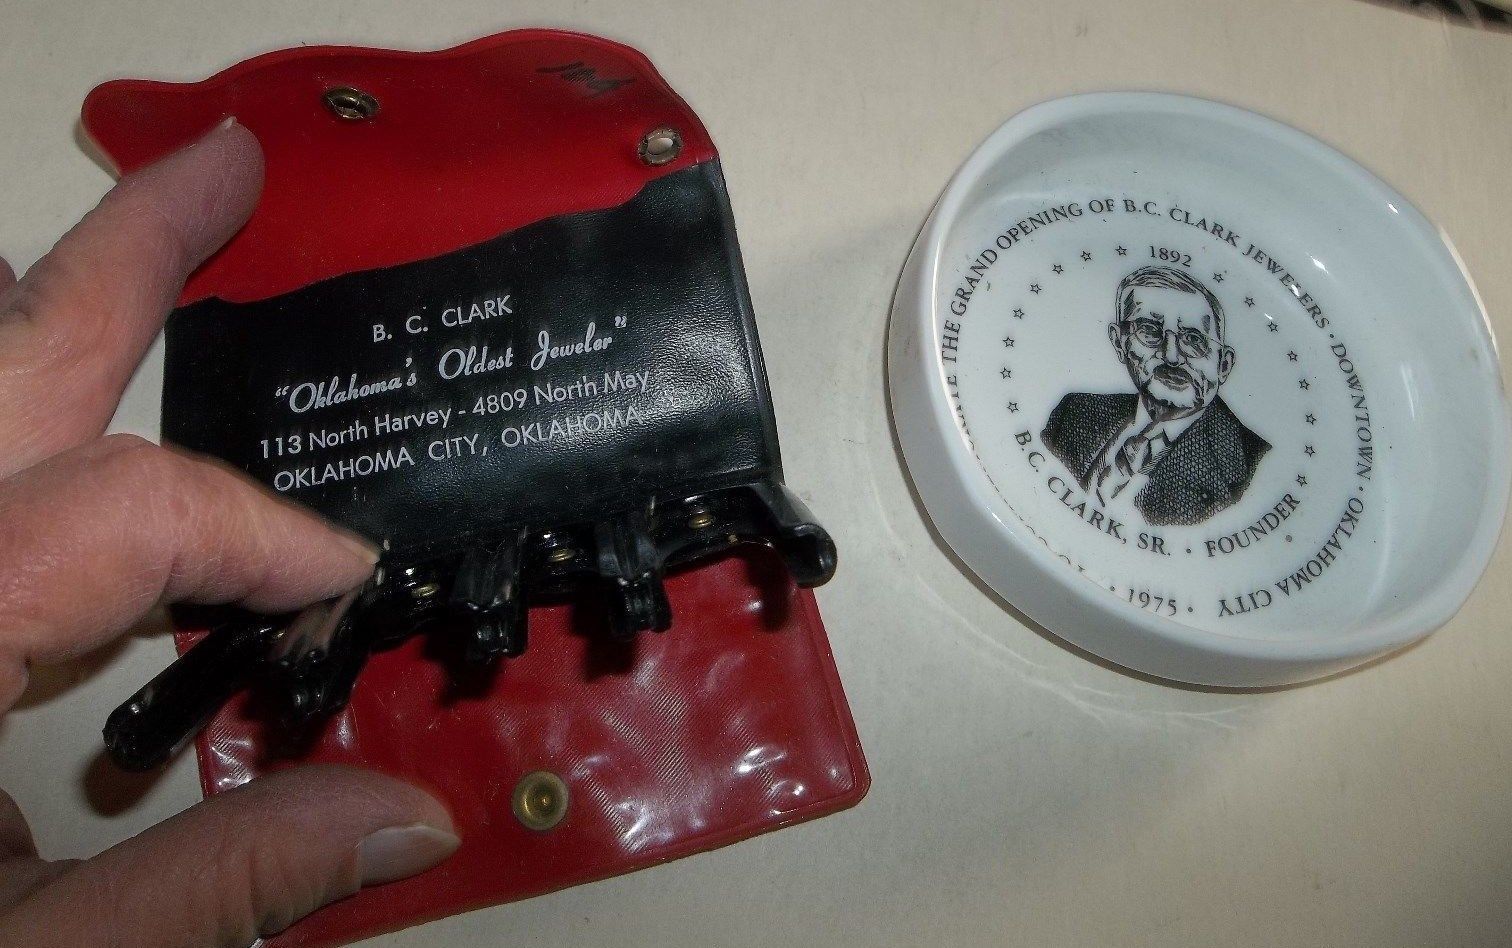 B. C. CLARK
"Oklahoma's Oldest Jeweler"
113 North Harvey - 4809 North May
OKLAHOMA CITY, OKLAHOMA
THE GRAND OPENING OF B.C. CLARK JEWELERS · DOWNTOWN · OKLAHOMA CITY · 1975 ·
1892
B.C. CLARK, SR. · FOUNDER